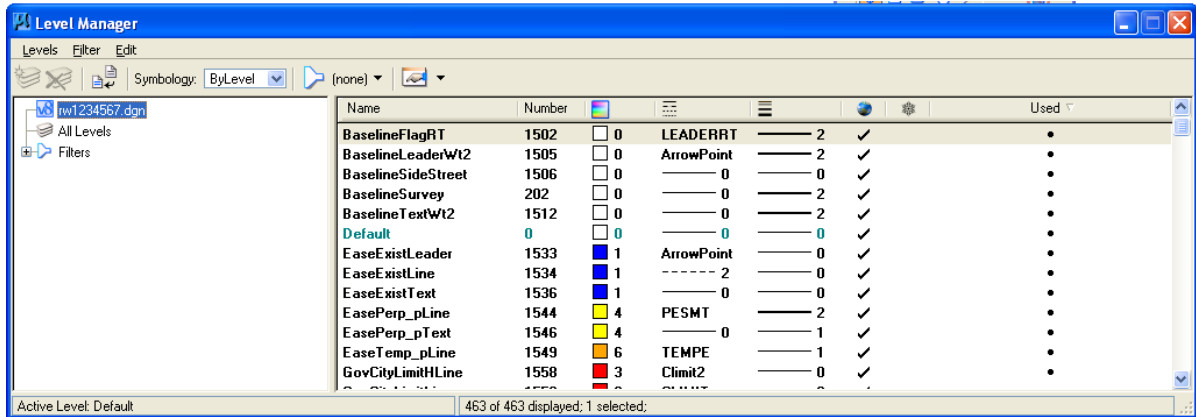 Level Manager
Levels Filter Edit
Symbology: ByLevel (none)
rw1234567.dgn
All Levels
Filters
Name Number Used
BaselineFlagRT 1502 0 LEADERRT 2
BaselineLeaderWt2 1505 0 ArrowPoint 2
BaselineSideStreet 1506 0 0 0
BaselineSurvey 202 0 0 2
BaselineTextWt2 1512 0 0 2
Default 0 0 0 0
EaseExistLeader 1533 1 ArrowPoint 0
EaseExistLine 1534 1 2 0
EaseExistText 1536 1 0 0
EasePerp_pLine 1544 4 PESMT 2
EasePerp_pText 1546 4 0 1
EaseTemp_pLine 1549 6 TEMPE 1
GovCityLimitHLine 1558 3 Climit2 0
Active Level: Default 463 of 463 displayed; 1 selected;